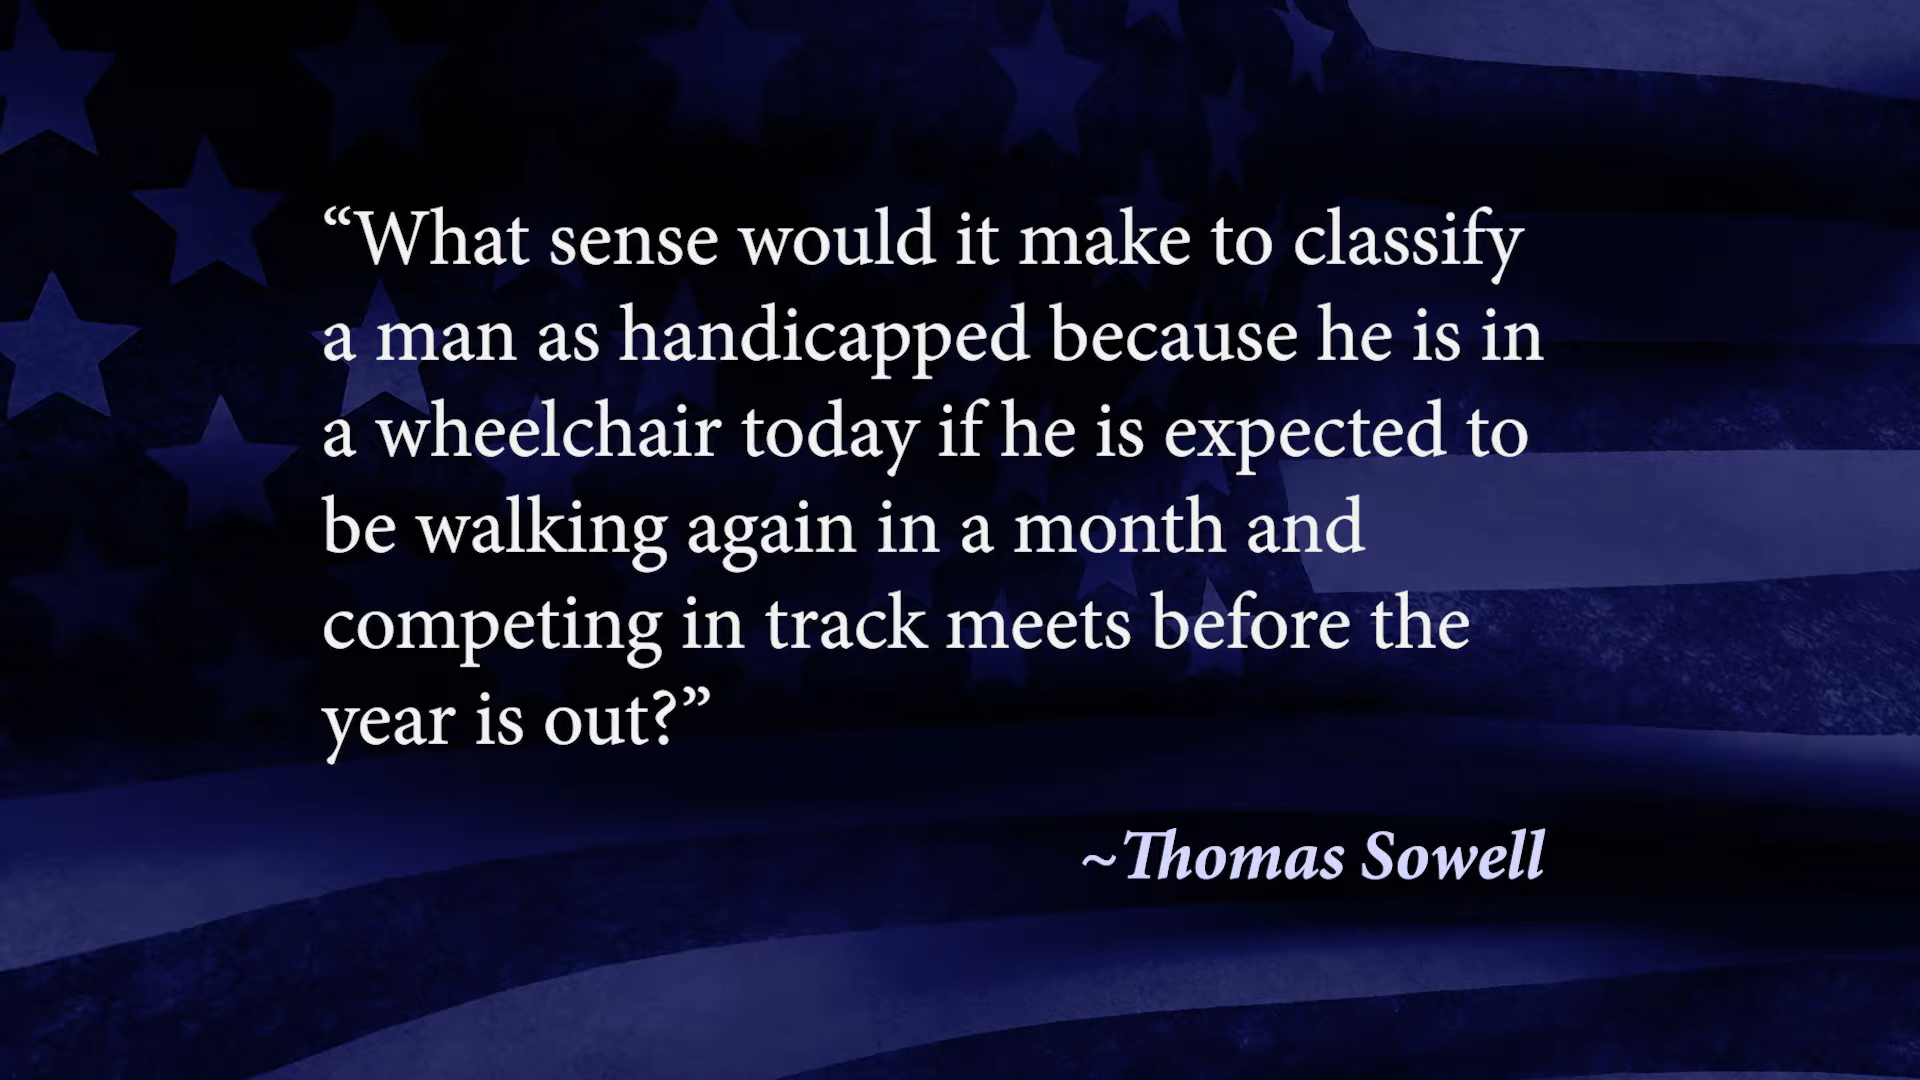 “What sense would it make to classify
a man as handicapped because he is in
a wheelchair today if he is expected to
be walking again in a month and
competing in track meets before the
year is out?”
~Thomas Sowell